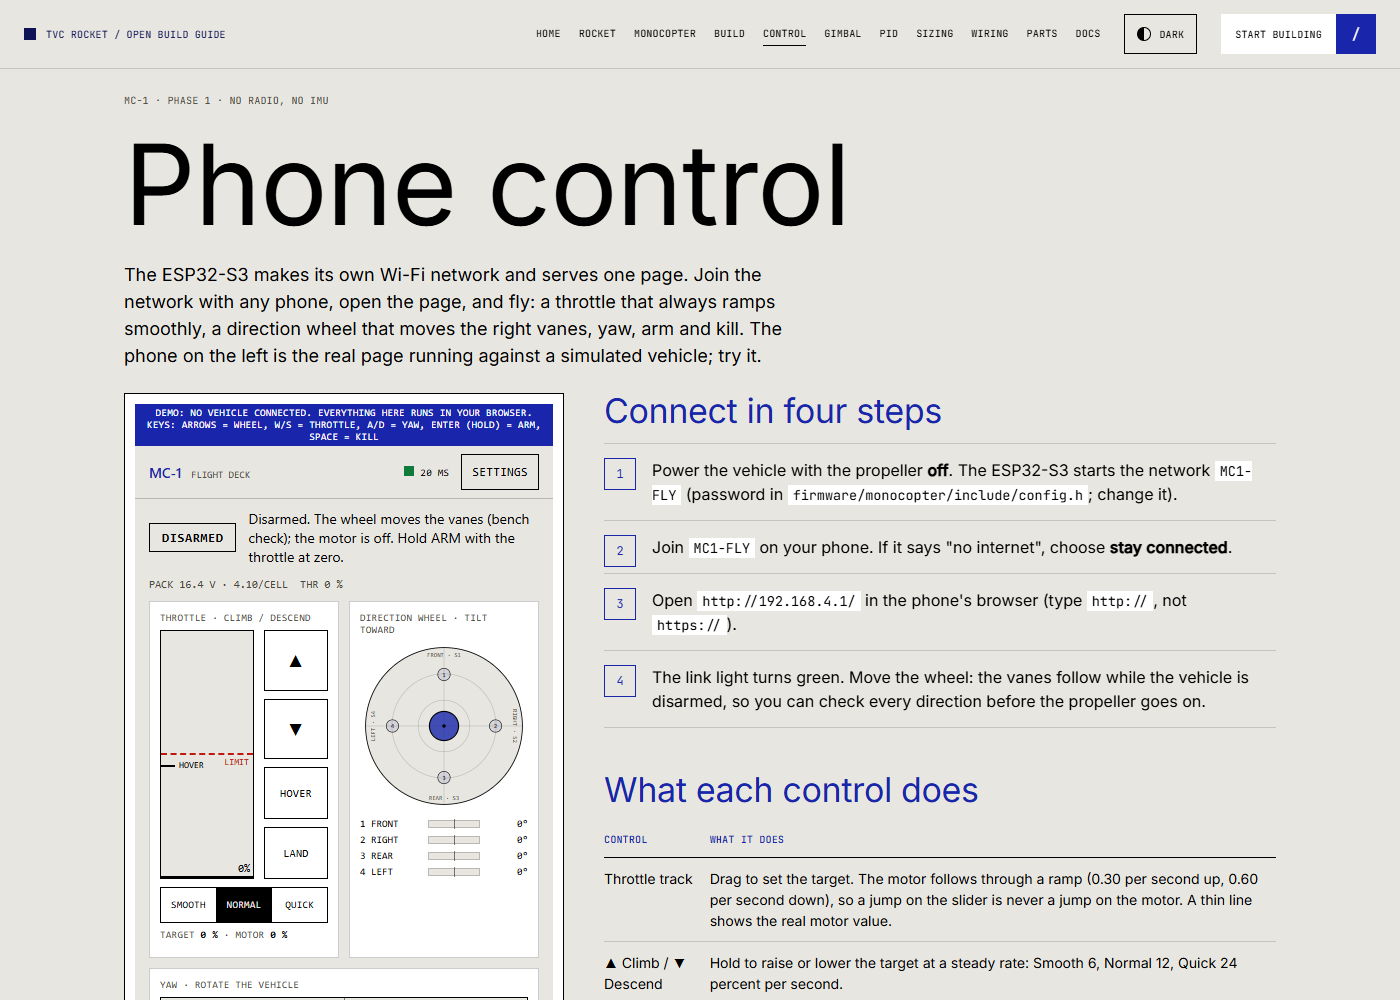 TVC ROCKET / OPEN BUILD GUIDE
HOME ROCKET MONOCOPTER BUILD CONTROL GIMBAL PID SIZING WIRING PARTS DOCS
DARK
START BUILDING /
MC-1 · PHASE 1 · NO RADIO, NO IMU
Phone control
The ESP32-S3 makes its own Wi-Fi network and serves one page. Join the
network with any phone, open the page, and fly: a throttle that always ramps
smoothly, a direction wheel that moves the right vanes, yaw, arm and kill. The
phone on the left is the real page running against a simulated vehicle; try it.
DEMO: NO VEHICLE CONNECTED. EVERYTHING HERE RUNS IN YOUR BROWSER.
KEYS: ARROWS = WHEEL, W/S = THROTTLE, A/D = YAW, ENTER (HOLD) = ARM,
SPACE = KILL
MC-1 FLIGHT DECK
20 MS
SETTINGS
DISARMED
Disarmed. The wheel moves the vanes (bench
check); the motor is off. Hold ARM with the
throttle at zero.
PACK 16.4 V · 4.10/CELL THR 0 %
THROTTLE · CLIMB / DESCEND
▲
▼
LIMIT
HOVER
HOVER
LAND
0%
SMOOTH NORMAL QUICK
TARGET 0 % · MOTOR 0 %
DIRECTION WHEEL · TILT
TOWARD
FRONT · S1
1
LEFT · S4
4
2
RIGHT · S2
3
REAR · S3
1 FRONT 0°
2 RIGHT 0°
3 REAR 0°
4 LEFT 0°
YAW · ROTATE THE VEHICLE
Connect in four steps
1
Power the vehicle with the propeller off. The ESP32-S3 starts the network MC1-
FLY (password in firmware/monocopter/include/config.h; change it).
2
Join MC1-FLY on your phone. If it says "no internet", choose stay connected.
3
Open http://192.168.4.1/ in the phone's browser (type http://, not
https://).
4
The link light turns green. Move the wheel: the vanes follow while the vehicle is
disarmed, so you can check every direction before the propeller goes on.
What each control does
CONTROL WHAT IT DOES
Throttle track
Drag to set the target. The motor follows through a ramp (0.30 per second up, 0.60
per second down), so a jump on the slider is never a jump on the motor. A thin line
shows the real motor value.
▲ Climb / ▼
Descend
Hold to raise or lower the target at a steady rate: Smooth 6, Normal 12, Quick 24
percent per second.